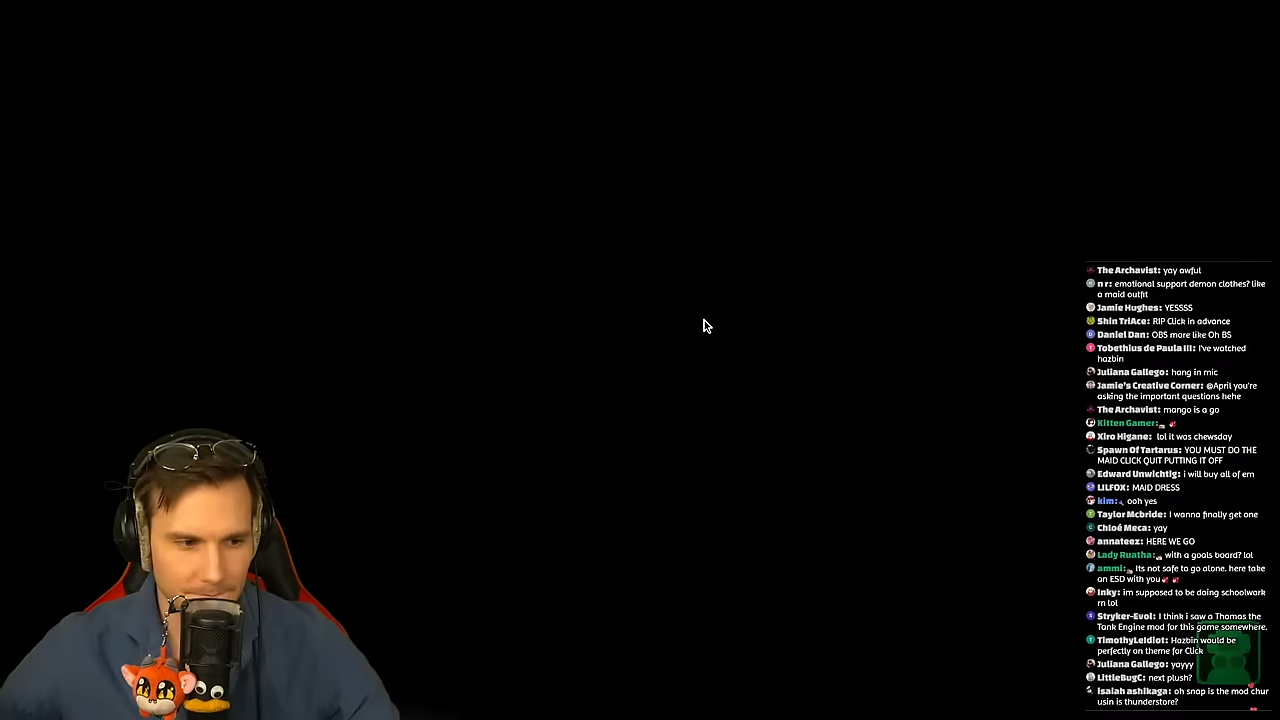 The Archavist: yay awful
n r: emotional support demon clothes? like
a maid outfit
Jamie Hughes: YESSSS
Shin TriAce: RIP Click in advance
Daniel Dan: OBS more like Oh BS
Tobethius de Paula III: I've watched
hazbin
Juliana Gallego: hang in mic
Jamie's Creative Corner: @April you're
asking the important questions hehe
The Archavist: mango is a go
Kitten Gamer:
Xiro Higane: lol it was chewsday
Spawn Of Tartarus: YOU MUST DO THE
MAID CLICK QUIT PUTTING IT OFF
Edward Unwichtig: i will buy all of em
LILFOX: MAID DRESS
kim: ooh yes
Taylor Mcbride: I wanna finally get one
Chloé Meca: yay
annateez: HERE WE GO
Lady Ruatha: with a goals board? lol
ammi: Its not safe to go alone. here take
an ESD with you
Inky: im supposed to be doing schoolwork
rn lol
Stryker-Evol: I think i saw a Thomas the
Tank Engine mod for this game somewhere.
TimothyLeIdiot: Hazbin would be
perfectly on theme for Click
Juliana Gallego: yayyy
LittleBugC: next plush?
isaiah ashikaga: oh snap is the mod chur
usin is thunderstore?